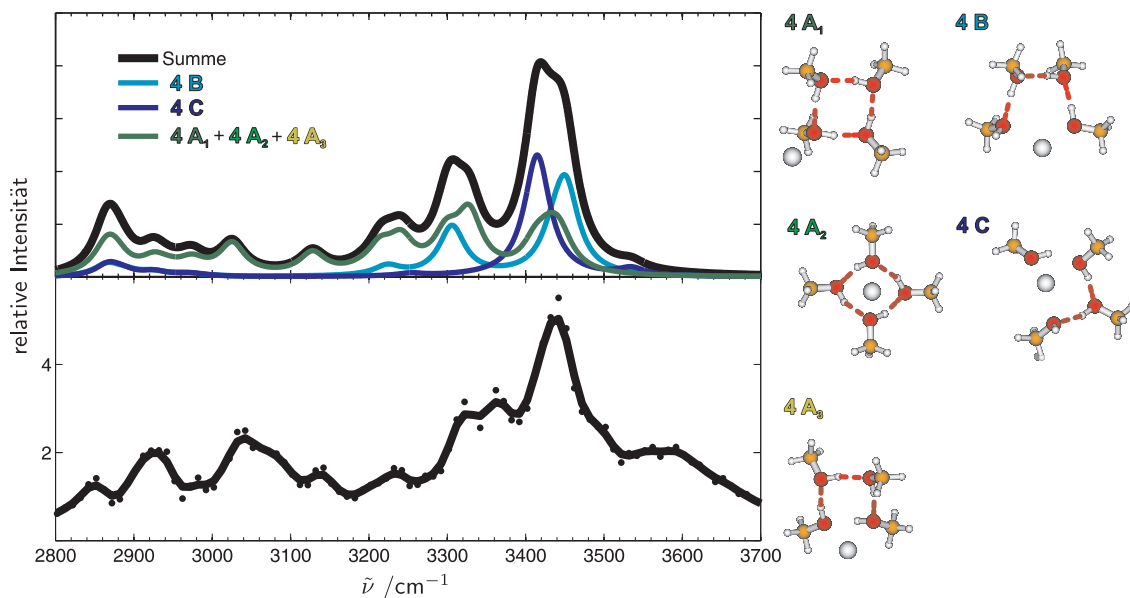 Summe
4 B
4 C
4 A₁ + 4 A₂ + 4 A₃
relative Intensität
4
2
2800 2900 3000 3100 3200 3300 3400 3500 3600 3700
ν̃ /cm⁻¹
4 A₁
4 B
4 A₂
4 C
4 A₃